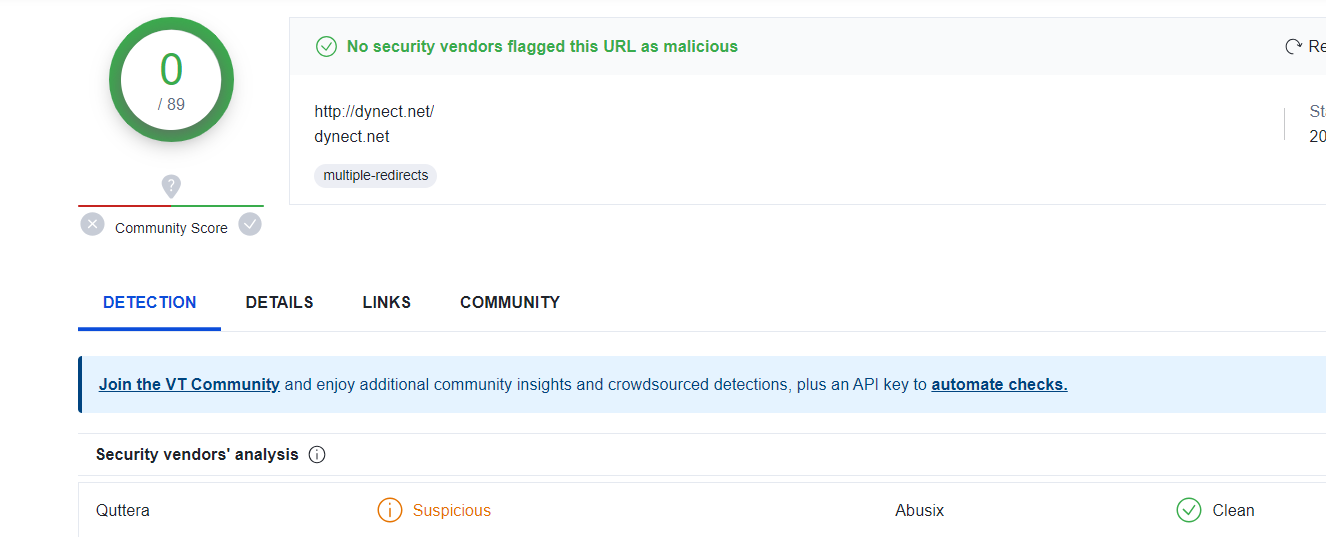 0
/ 89
Community Score
No security vendors flagged this URL as malicious
Re
http://dynect.net/
dynect.net
multiple-redirects
St
20
DETECTION DETAILS LINKS COMMUNITY
Join the VT Community and enjoy additional community insights and crowdsourced detections, plus an API key to automate checks.
Security vendors' analysis
Quttera Suspicious Abusix Clean